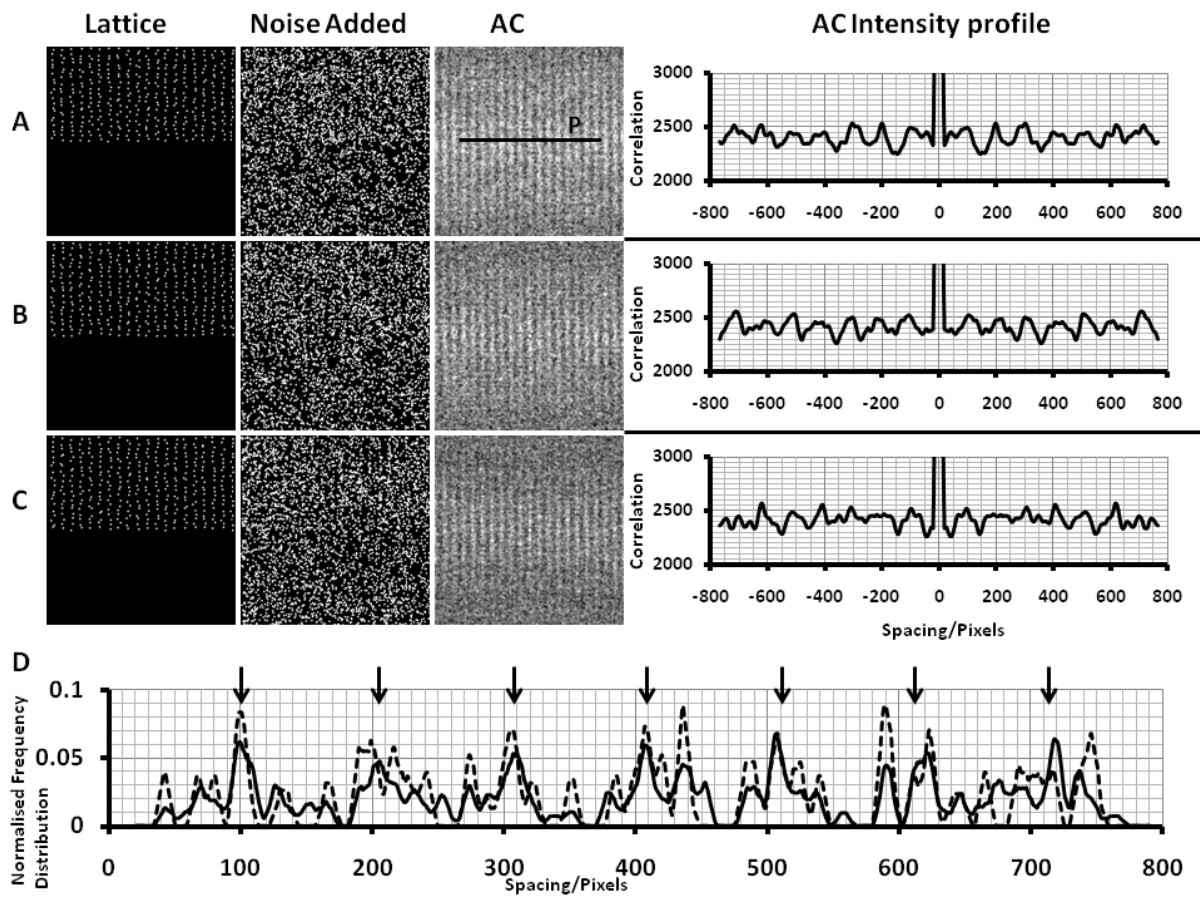 Lattice Noise Added AC AC Intensity profile
A
P
Correlation
3000
2500
2000
-800 -600 -400 -200 0 200 400 600 800
B
Correlation
3000
2500
2000
-800 -600 -400 -200 0 200 400 600 800
C
Correlation
3000
2500
2000
-800 -600 -400 -200 0 200 400 600 800
Spacing/Pixels
D
Normalised Frequency
Distribution
0.1
0.05
0
0 100 200 300 400 500 600 700 800
Spacing/Pixels